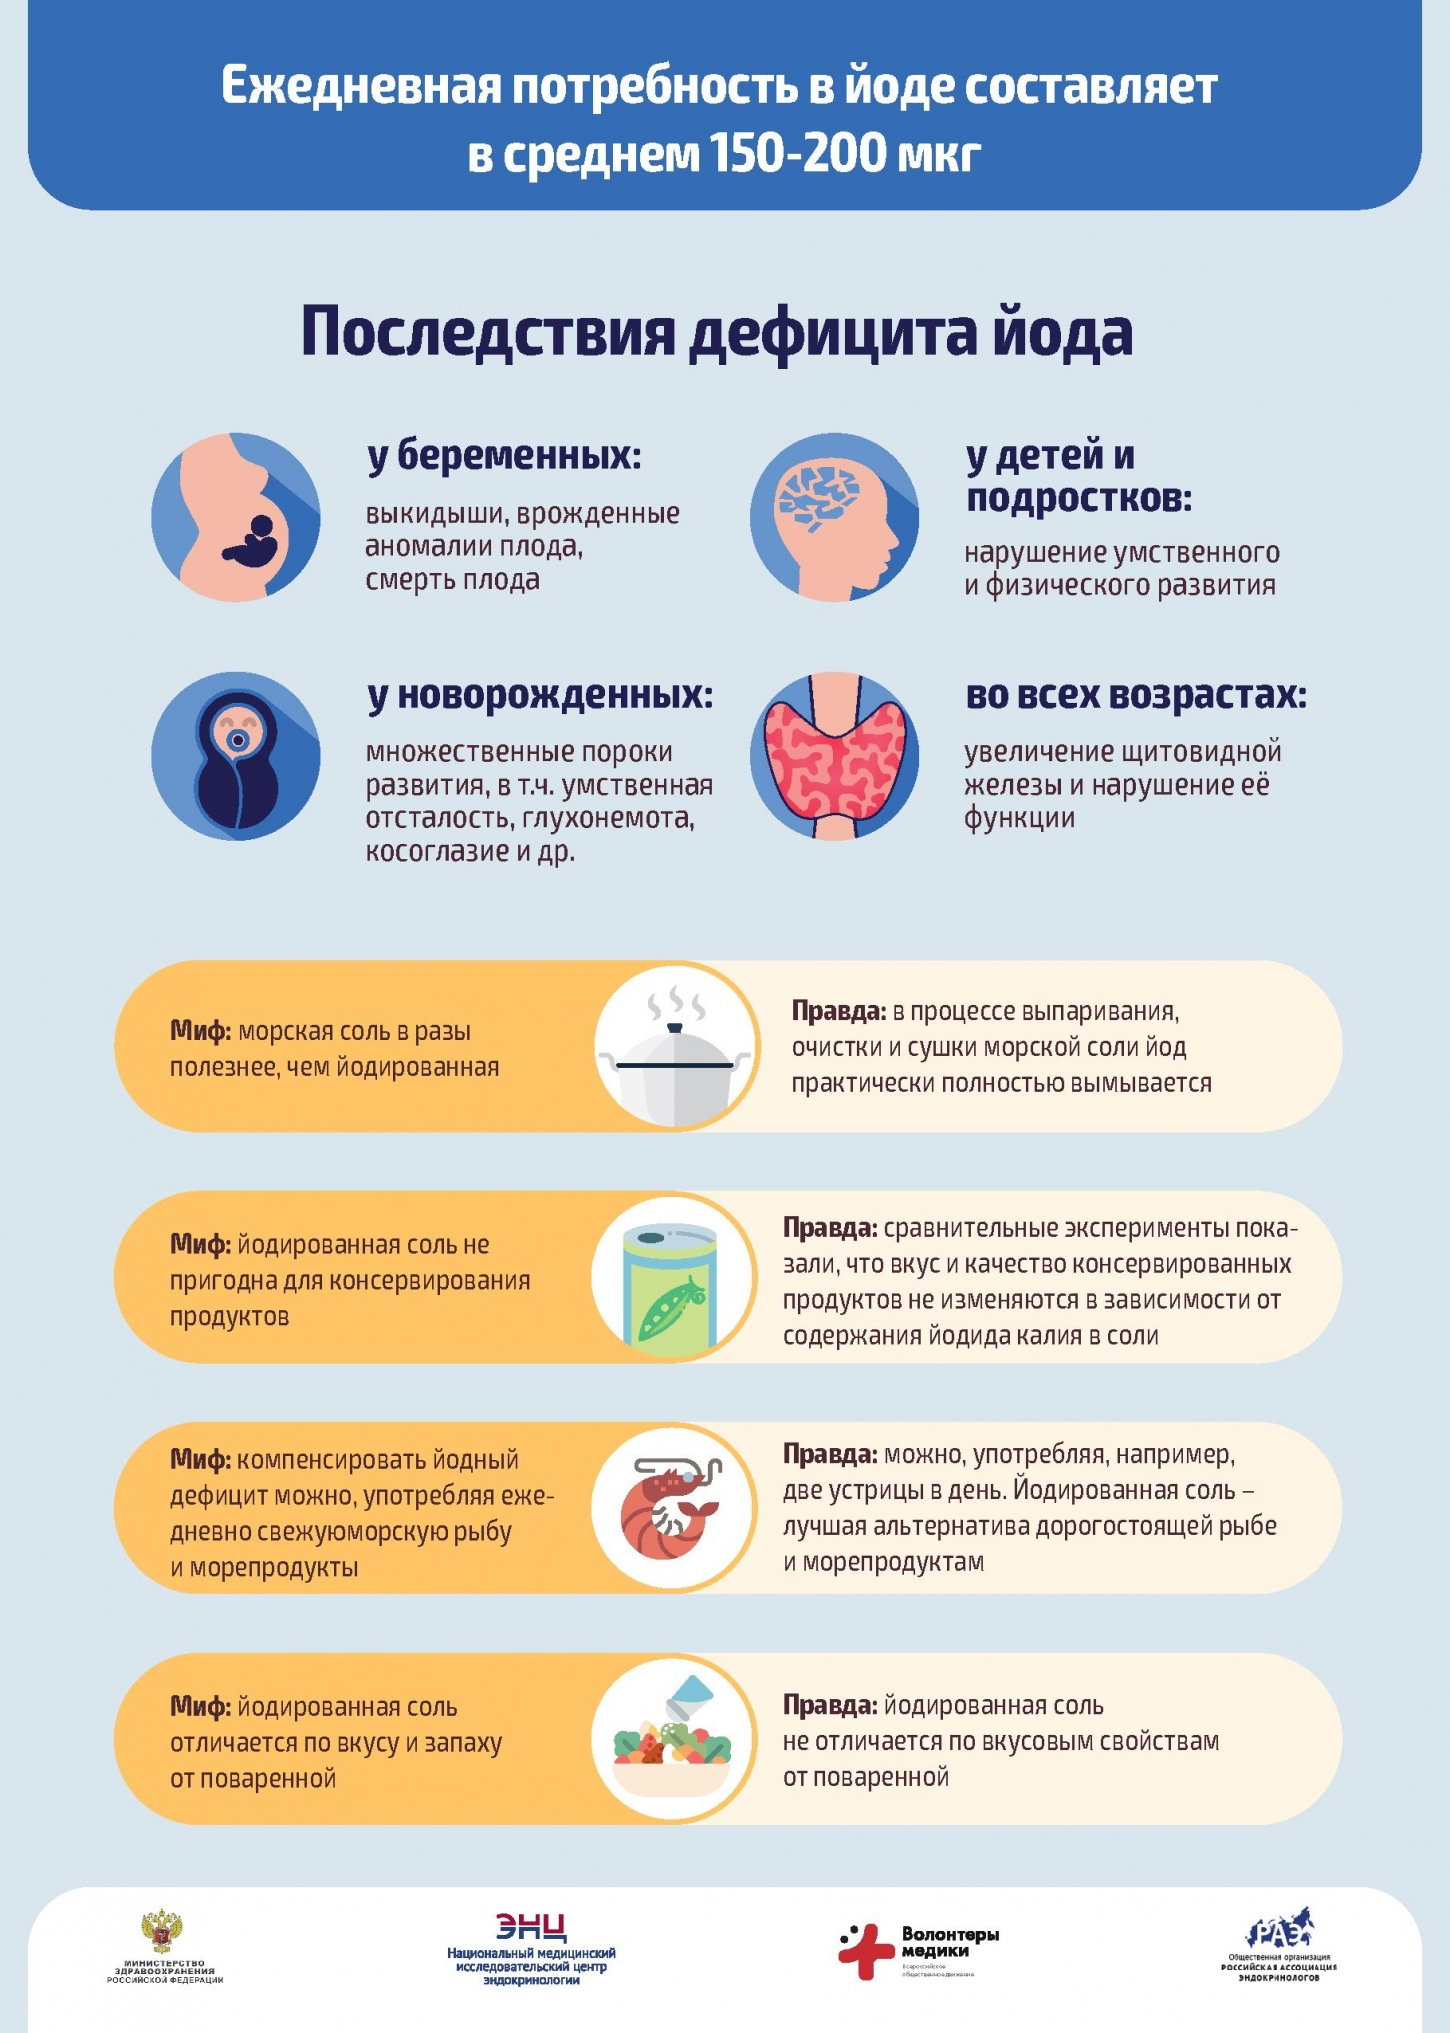 Ежедневная потребность в йоде составляет
в среднем 150-200 мкг
Последствия дефицита йода
у беременных:
выкидыши, врожденные
аномалии плода,
смерть плода
у детей и
подростков:
нарушение умственного
и физического развития
у новорожденных:
множественные пороки
развития, в т.ч. умственная
отсталость, глухонемота,
косоглазие и др.
во всех возрастах:
увеличение щитовидной
железы и нарушение её
функции
Миф: морская соль в разы
полезнее, чем йодированная
Правда: в процессе выпаривания,
очистки и сушки морской соли йод
практически полностью вымывается
Миф: йодированная соль не
пригодна для консервирования
продуктов
Правда: сравнительные эксперименты пока-
зали, что вкус и качество консервированных
продуктов не изменяются в зависимости от
содержания йодида калия в соли
Миф: компенсировать йодный
дефицит можно, употребляя еже-
дневно свежуюморскую рыбу
и морепродукты
Правда: можно, употребляя, например,
две устрицы в день. Йодированная соль –
лучшая альтернатива дорогостоящей рыбе
и морепродуктам
Миф: йодированная соль
отличается по вкусу и запаху
от поваренной
Правда: йодированная соль
не отличается по вкусовым свойствам
от поваренной
МИНИСТЕРСТВО
ЗДРАВООХРАНЕНИЯ
РОССИЙСКОЙ ФЕДЕРАЦИИ
ЭНЦ
Национальный медицинский
исследовательский центр
эндокринологии
Волонтеры
медики
Всероссийское
общественное движение
РАЭ
Общественная организация
РОССИЙСКАЯ АССОЦИАЦИЯ
ЭНДОКРИНОЛОГОВ